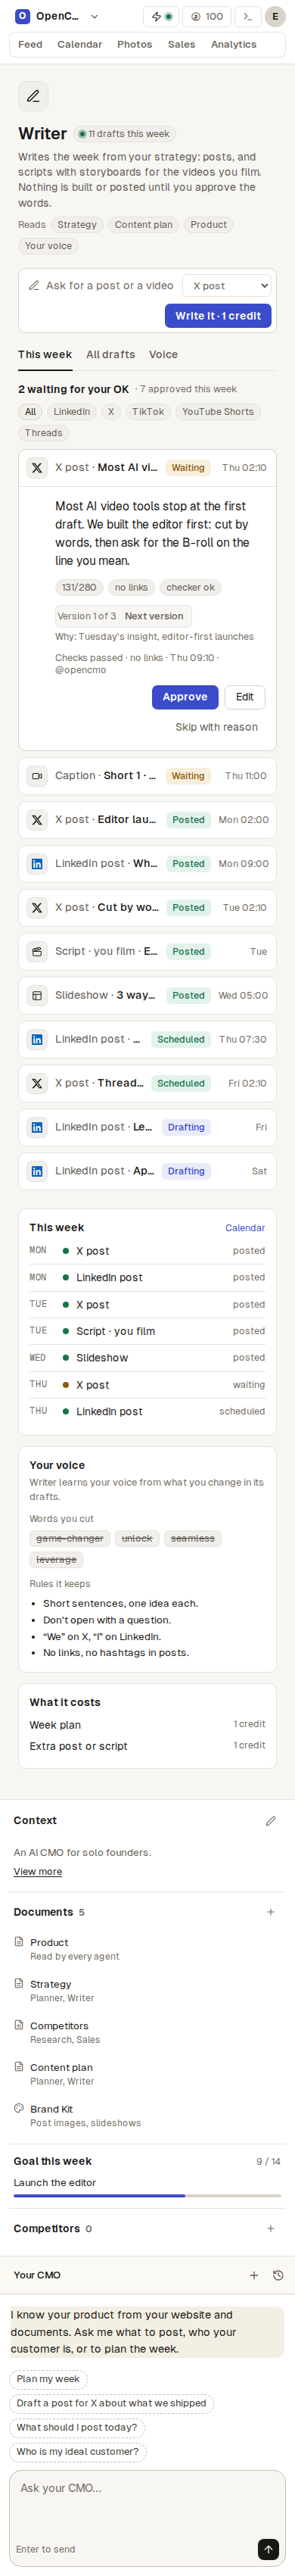 O OpenC...
100
E
Feed Calendar Photos Sales Analytics
Writer
11 drafts this week
Writes the week from your strategy: posts, and
scripts with storyboards for the videos you film.
Nothing is built or posted until you approve the
words.
Reads Strategy Content plan Product
Your voice
Ask for a post or a video X post
Write it · 1 credit
This week All drafts Voice
2 waiting for your OK · 7 approved this week
All LinkedIn X TikTok YouTube Shorts
Threads
X post · Most AI vi... Waiting Thu 02:10
Most AI video tools stop at the first
draft. We built the editor first: cut by
words, then ask for the B-roll on the
line you mean.
131/280 no links checker ok
Version 1 of 3 Next version
Why: Tuesday's insight, editor-first launches
Checks passed · no links · Thu 09:10 ·
@opencmo
Approve Edit
Skip with reason
Caption · Short 1 · ... Waiting Thu 11:00
X post · Editor lau... Posted Mon 02:00
LinkedIn post · Wh... Posted Mon 09:00
X post · Cut by wo... Posted Tue 02:10
Script · you film · E... Posted Tue
Slideshow · 3 way... Posted Wed 05:00
LinkedIn post · ... Scheduled Thu 07:30
X post · Thread... Scheduled Fri 02:10
LinkedIn post · Le... Drafting Fri
LinkedIn post · Ap... Drafting Sat
This week Calendar
MON X post posted
MON LinkedIn post posted
TUE X post posted
TUE Script · you film posted
WED Slideshow posted
THU X post waiting
THU LinkedIn post scheduled
Your voice
Writer learns your voice from what you change in its
drafts.
Words you cut
game-changer unlock seamless
leverage
Rules it keeps
• Short sentences, one idea each.
• Don't open with a question.
• "We" on X, "I" on LinkedIn.
• No links, no hashtags in posts.
What it costs
Week plan 1 credit
Extra post or script 1 credit
Context
An AI CMO for solo founders.
View more
Documents 5
Product
Read by every agent
Strategy
Planner, Writer
Competitors
Research, Sales
Content plan
Planner, Writer
Brand Kit
Post images, slideshows
Goal this week 9 / 14
Launch the editor
Competitors 0
Your CMO
I know your product from your website and
documents. Ask me what to post, who your
customer is, or to plan the week.
Plan my week
Draft a post for X about what we shipped
What should I post today?
Who is my ideal customer?
Ask your CMO...
Enter to send